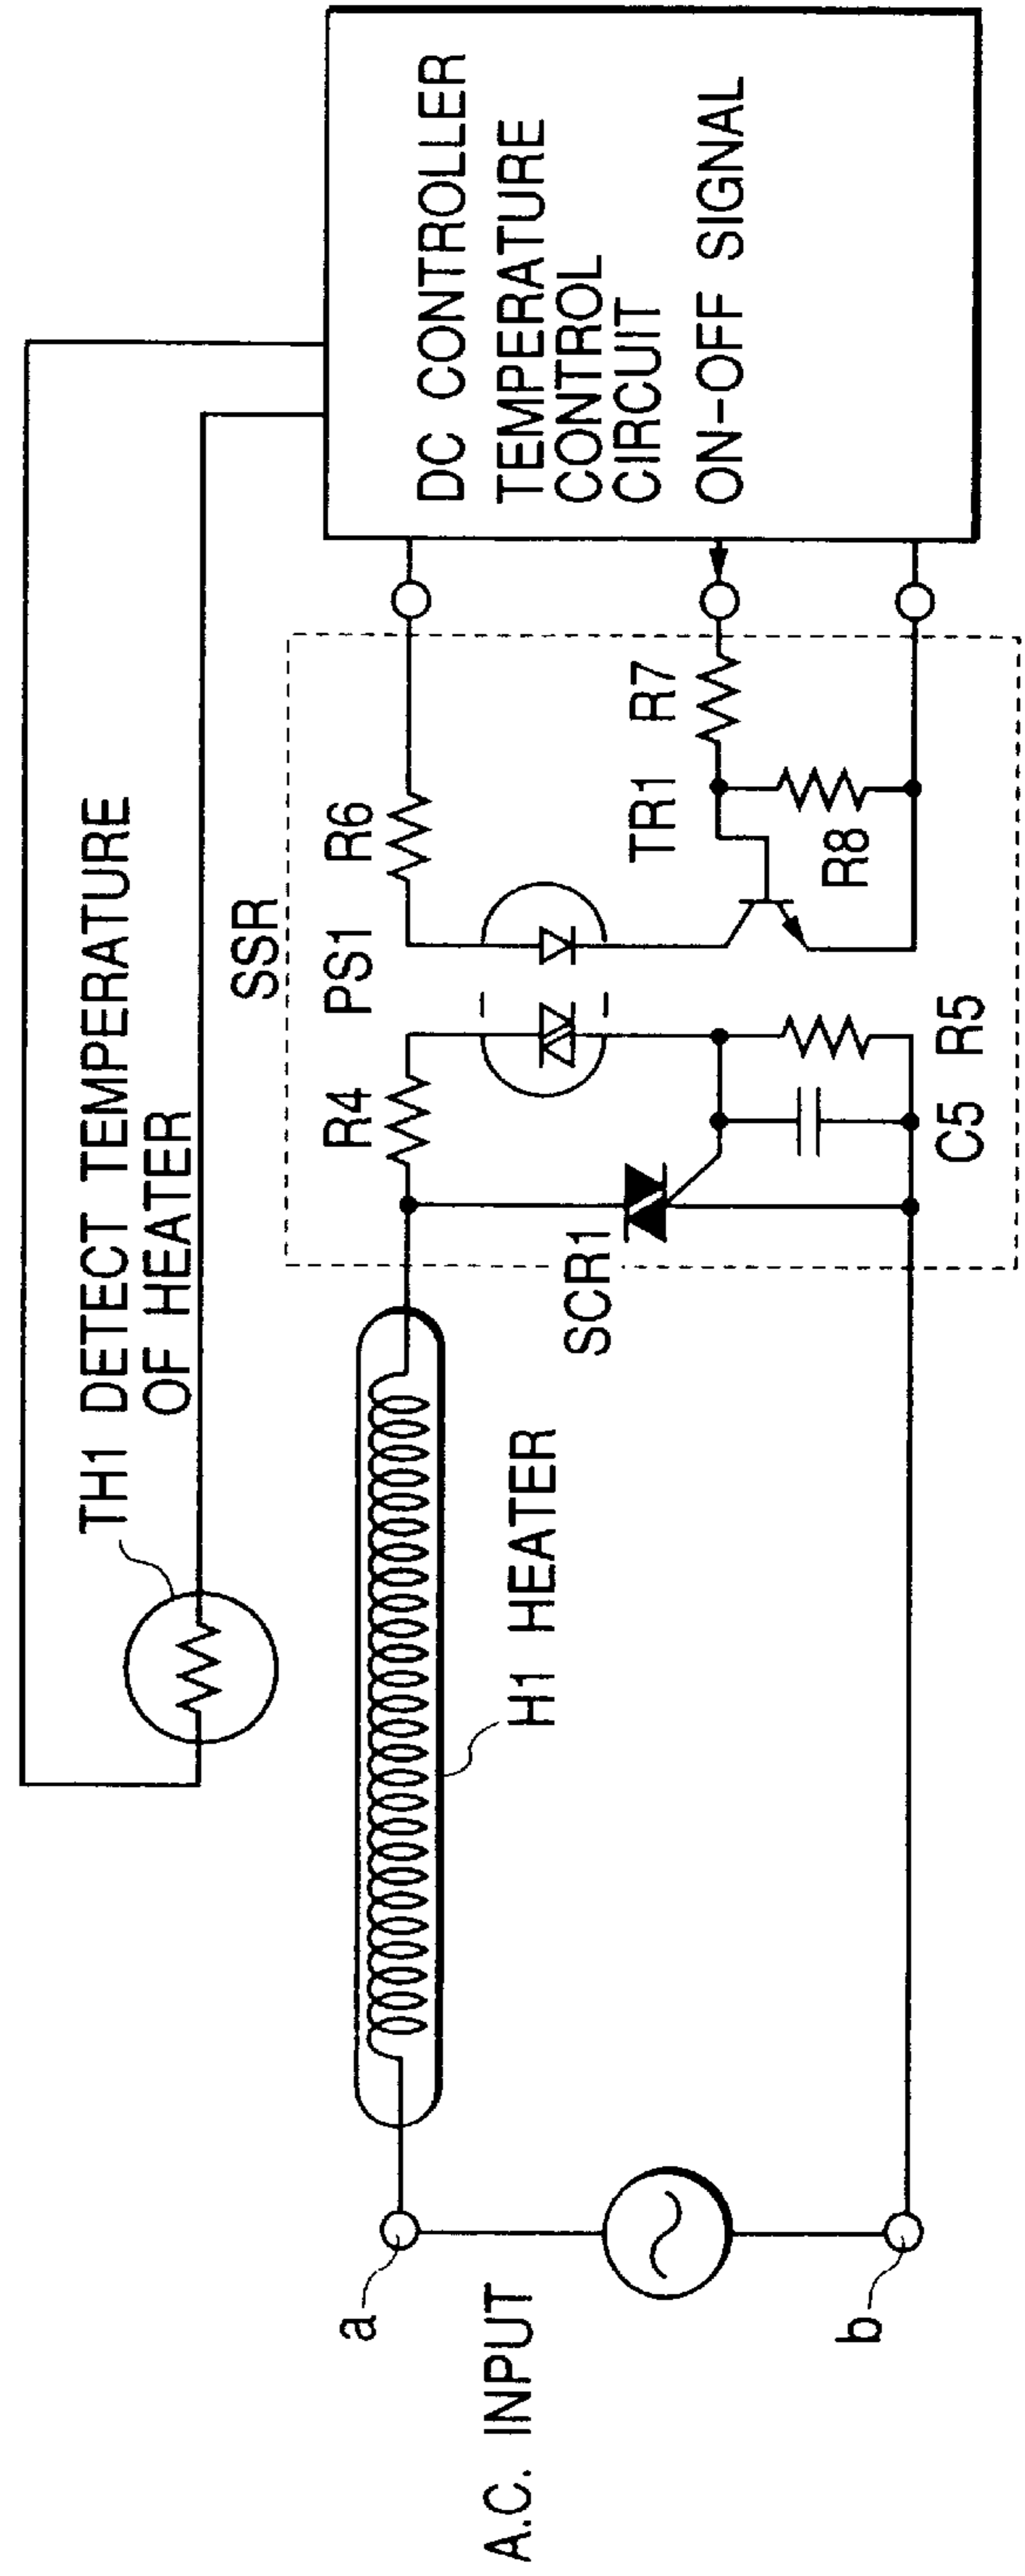 TH1 DETECT TEMPERATURE
OF HEATER
SSR
R4
PS1
R6
DC CONTROLLER
TEMPERATURE
CONTROL
CIRCUIT
ON-OFF SIGNAL
a
A.C. INPUT
H1 HEATER
SCR1
TR1
R7
R8
b
C5
R5